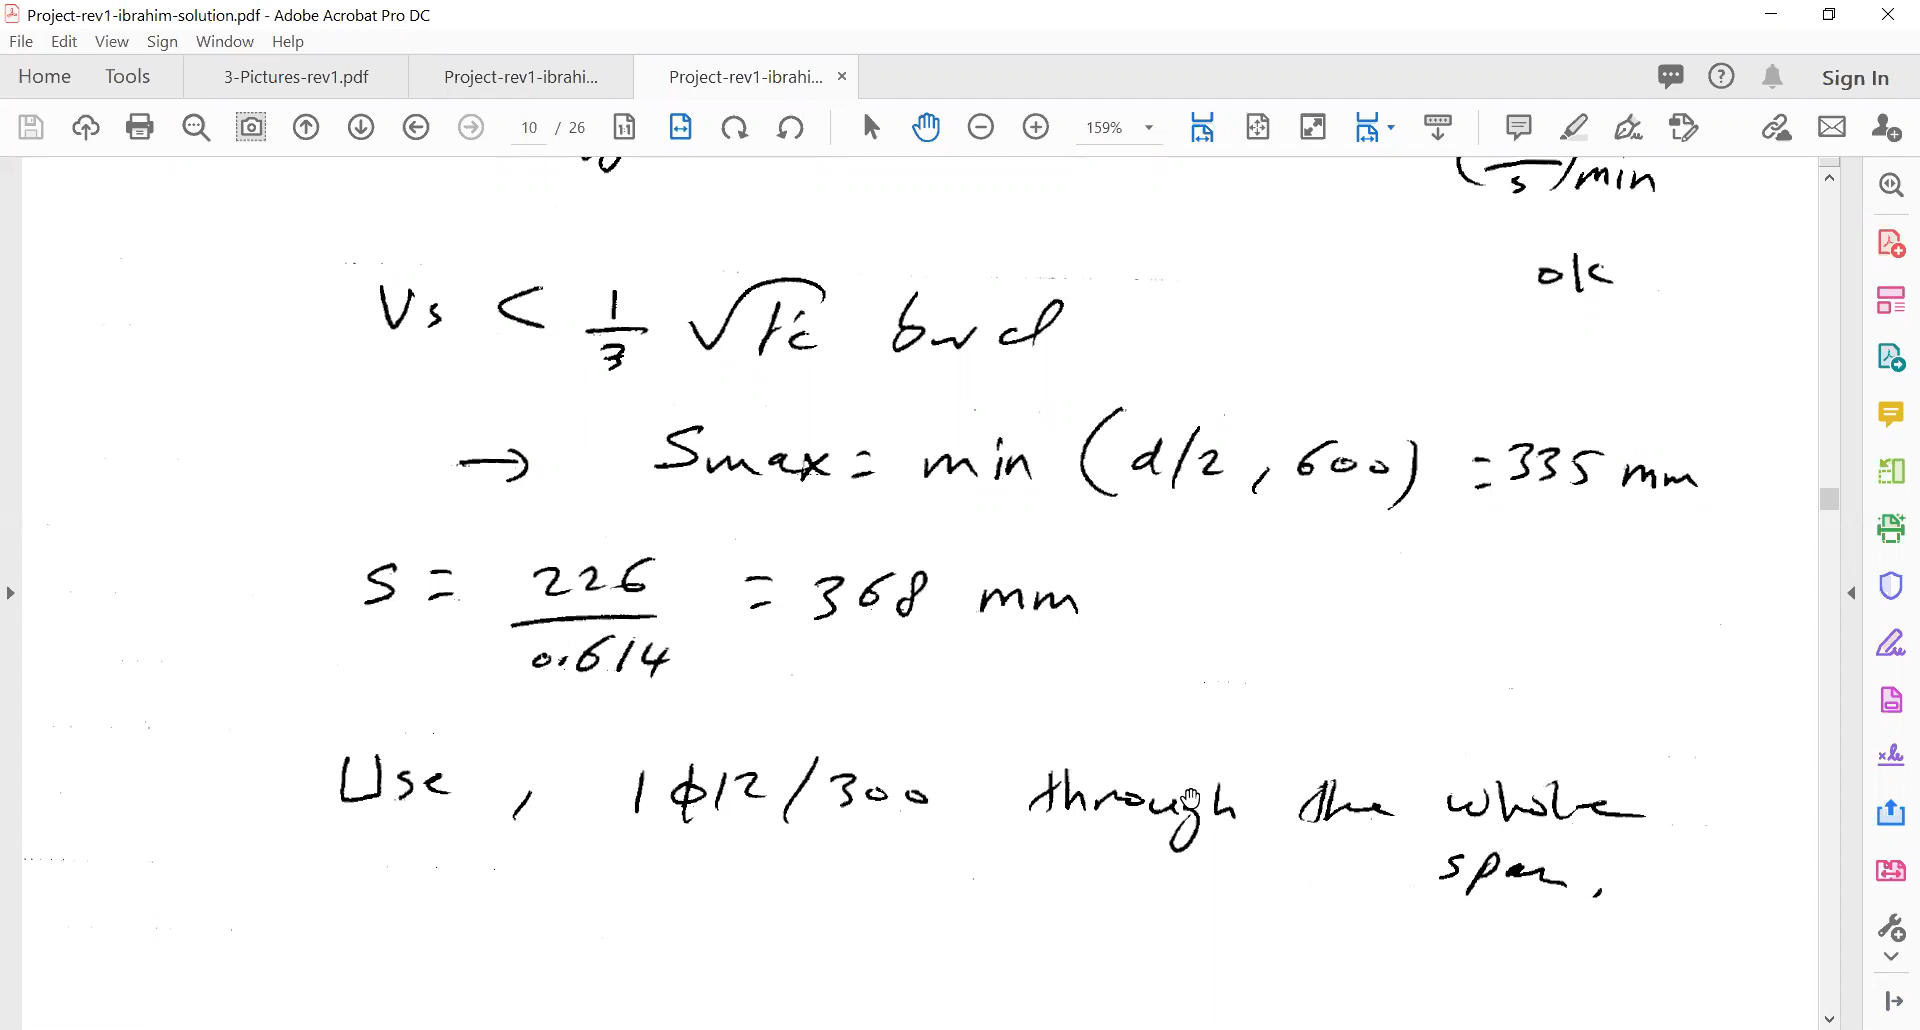 Project-rev1-ibrahim-solution.pdf - Adobe Acrobat Pro DC
File Edit View Sign Window Help
Home Tools 3-Pictures-rev1.pdf Project-rev1-ibrahi... Project-rev1-ibrahi... × Sign In
10 / 26 159%
( / s ) min
ok
Vs < 1/3 √fc' bw d
→ Smax = min (d/2, 600) = 335 mm
S = 226 / 0.614 = 368 mm
Use, 1ϕ12/300 through the whole
span.